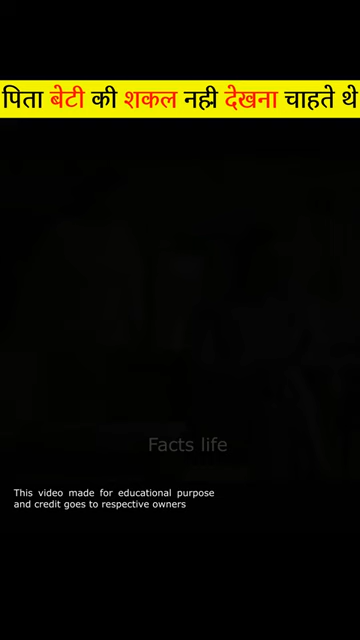 पिता बेटी की शकल नही देखना चाहते थे
Facts life
This video made for educational purpose
and credit goes to respective owners